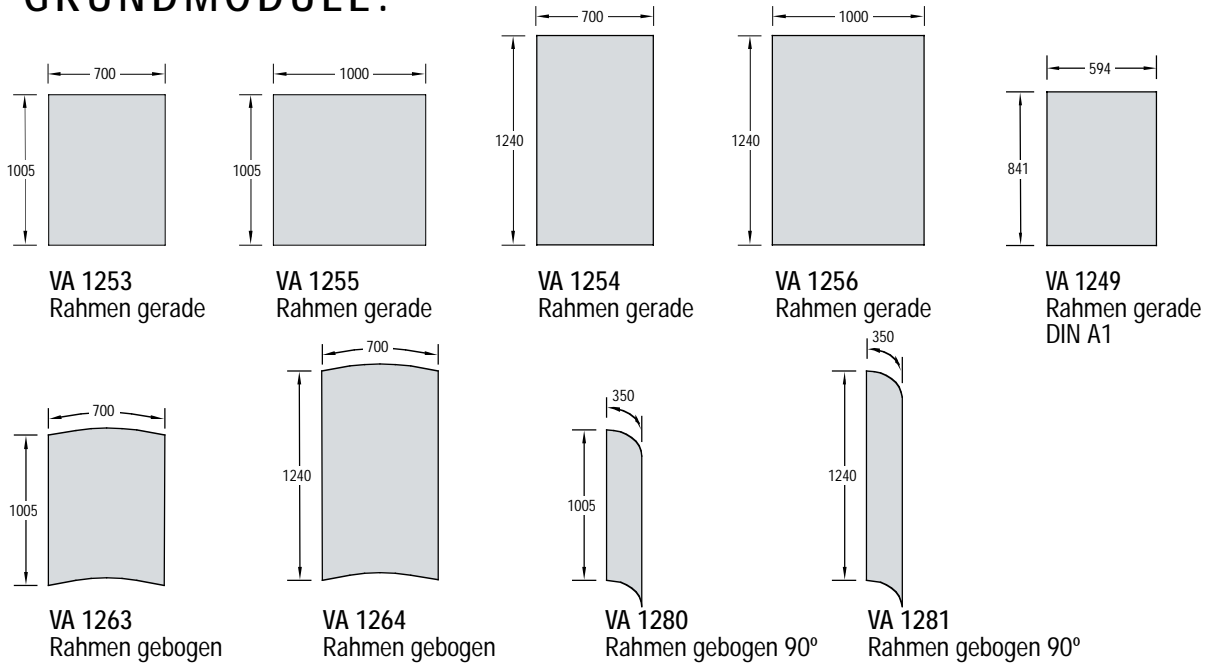 GRUNDMODULE:
700
1000
700
1000
594
1005
1005
1240
1240
841
VA 1253
Rahmen gerade
VA 1255
Rahmen gerade
VA 1254
Rahmen gerade
VA 1256
Rahmen gerade
VA 1249
Rahmen gerade
DIN A1
700
700
350
350
1005
1240
1005
1240
VA 1263
Rahmen gebogen
VA 1264
Rahmen gebogen
VA 1280
Rahmen gebogen 90º
VA 1281
Rahmen gebogen 90º